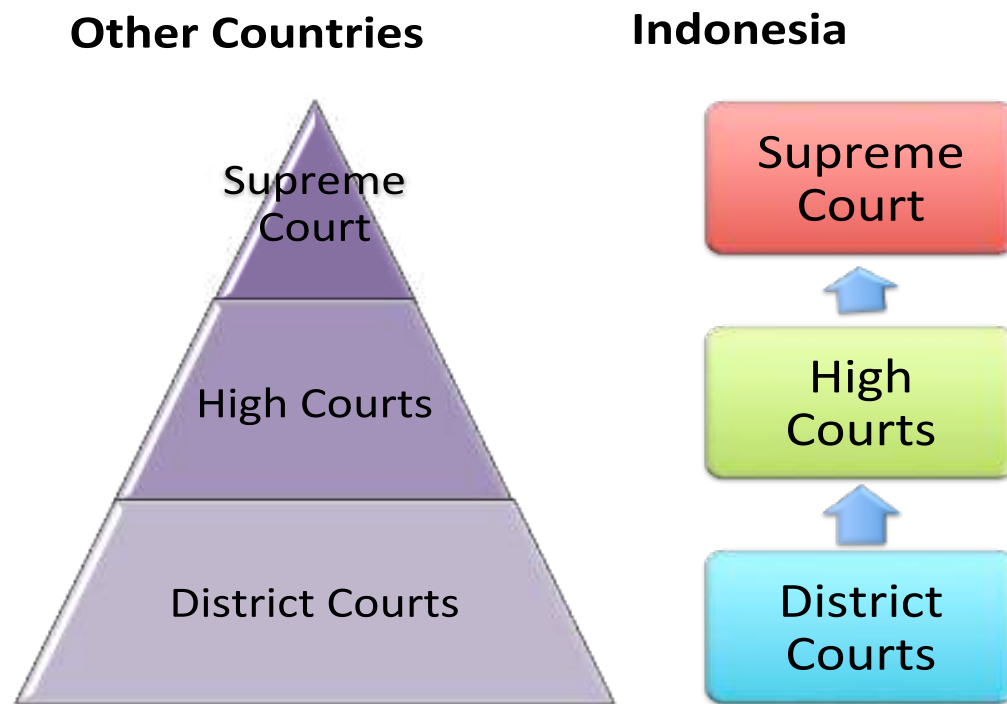 Other Countries
Indonesia
Supreme
Court
High Courts
District Courts
Supreme
Court
High
Courts
District
Courts